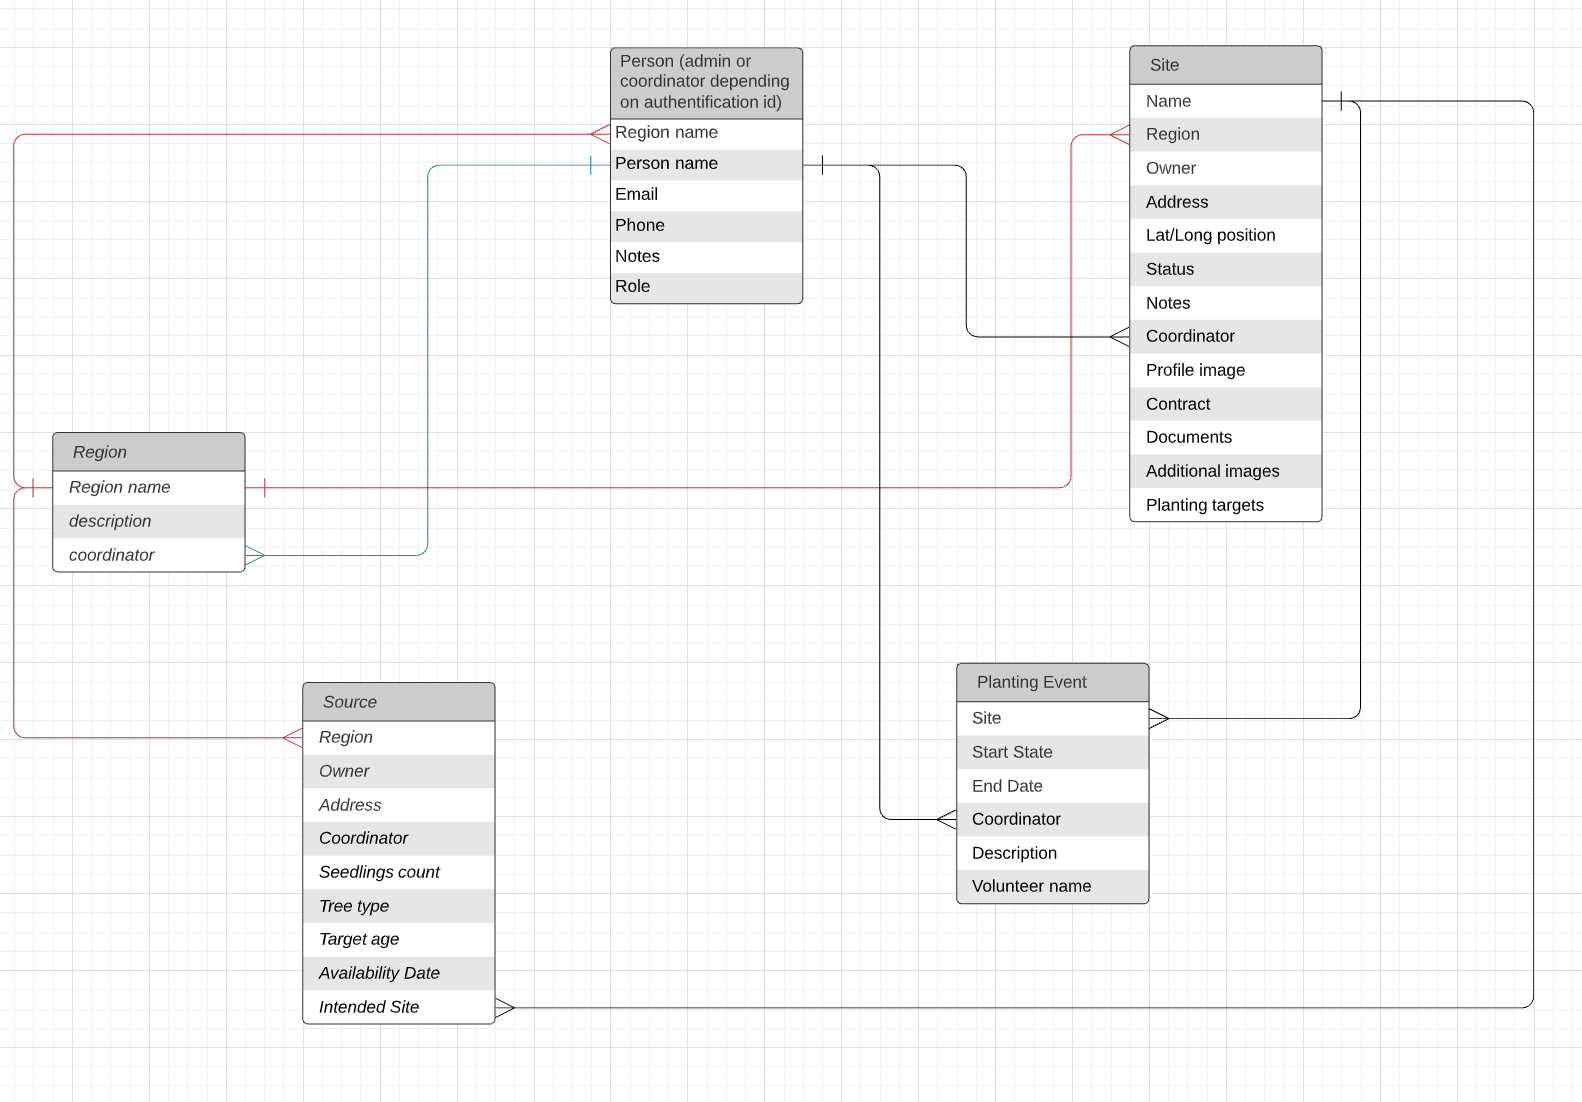 Person (admin or
coordinator depending
on authentification id)
Region name
Person name
Email
Phone
Notes
Role
Site
Name
Region
Owner
Address
Lat/Long position
Status
Notes
Coordinator
Profile image
Contract
Documents
Additional images
Planting targets
Region
Region name
description
coordinator
Source
Region
Owner
Address
Coordinator
Seedlings count
Tree type
Target age
Availability Date
Intended Site
Planting Event
Site
Start State
End Date
Coordinator
Description
Volunteer name